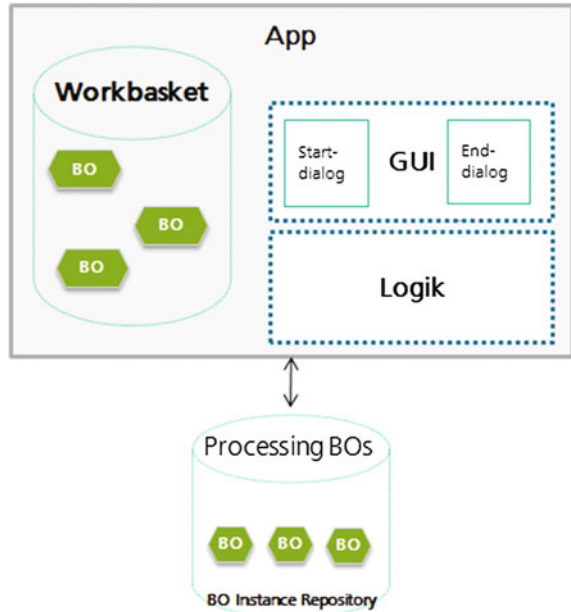 App
Workbasket
BO
BO
BO
Start-
dialog
GUI
End-
dialog
Logik
Processing BOs
BO
BO
BO
BO Instance Repository